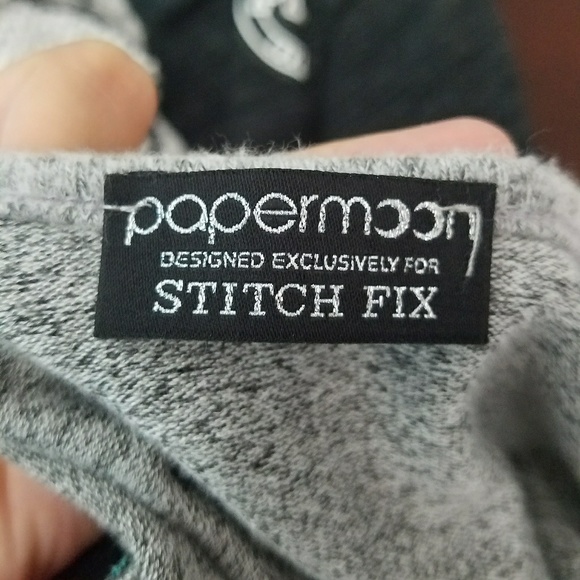 papermoon
DESIGNED EXCLUSIVELY FOR
STITCH FIX